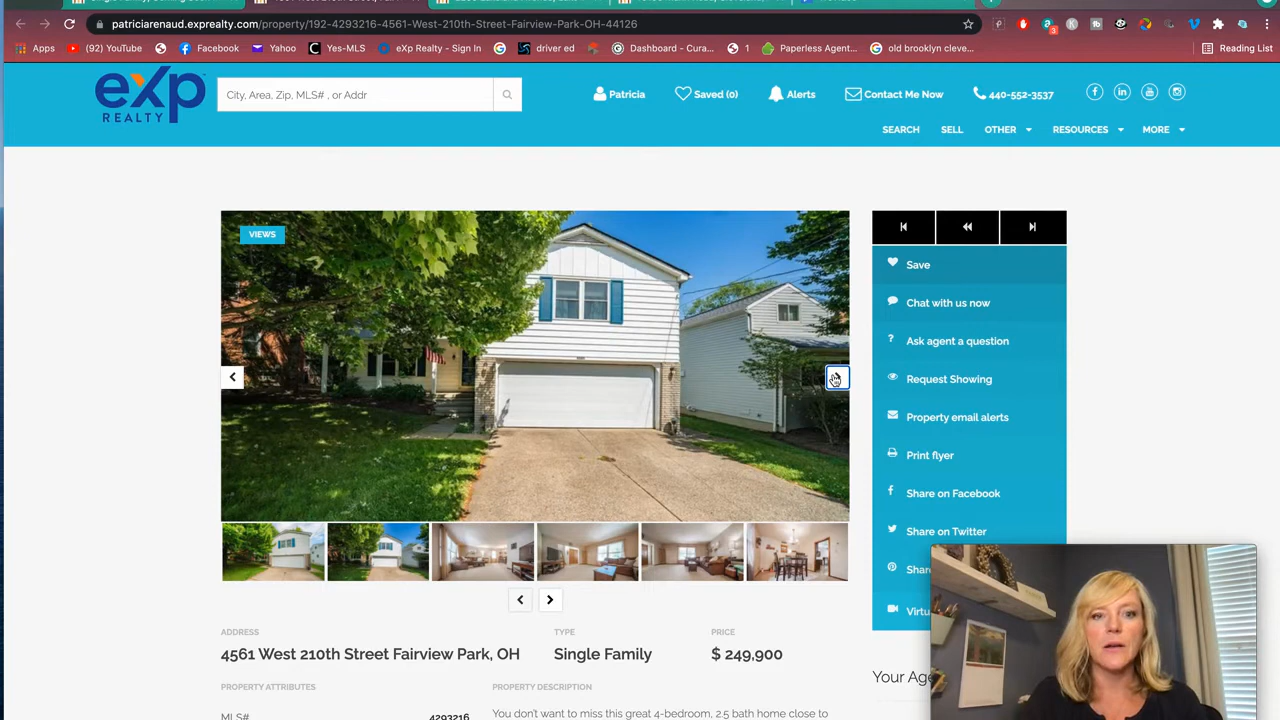 patriciarenaud.exprealty.com/property/192-4293216-4561-West-210th-Street-Fairview-Park-OH-44126
Apps
(92) YouTube
Facebook
Yahoo
Yes-MLS
eXp Realty - Sign In
driver ed
Dashboard - Cura...
1
Paperless Agent...
old brooklyn cleve...
Reading List
eXp REALTY
City, Area, Zip, MLS# , or Addr
Patricia
Saved (0)
Alerts
Contact Me Now
440-552-3537
SEARCH
SELL
OTHER
RESOURCES
MORE
VIEWS
Save
Chat with us now
Ask agent a question
Request Showing
Property email alerts
Print flyer
Share on Facebook
Share on Twitter
ADDRESS
TYPE
PRICE
4561 West 210th Street Fairview Park, OH
Single Family
$ 249,900
PROPERTY ATTRIBUTES
PROPERTY DESCRIPTION
MLS#
4293216
You don't want to miss this great 4-bedroom, 2.5 bath home close to